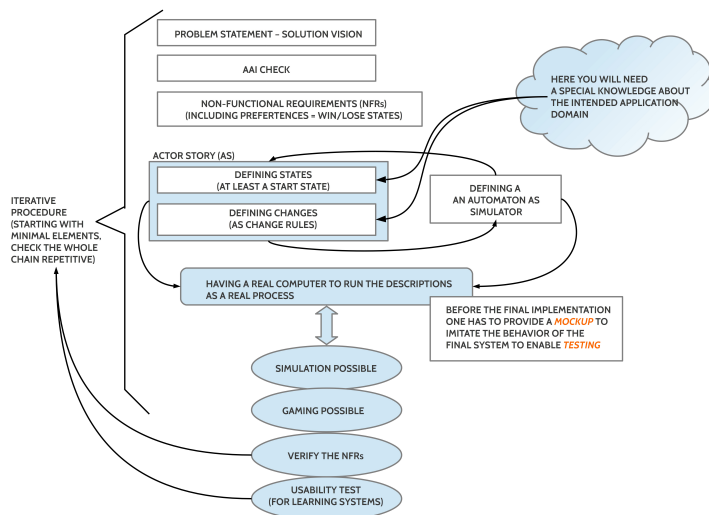 PROBLEM STATEMENT – SOLUTION VISION
AAI CHECK
NON-FUNCTIONAL REQUIREMENTS (NFRs)
(INCLUDING PREFERTENCES = WIN/LOSE STATES)
HERE YOU WILL NEED
A SPECIAL KNOWLEDGE ABOUT
THE INTENDED APPLICATION
DOMAIN
ACTOR STORY (AS)
DEFINING STATES
(AT LEAST A START STATE)
DEFINING CHANGES
(AS CHANGE RULES)
DEFINING A
AN AUTOMATON AS
SIMULATOR
ITERATIVE
PROCEDURE
(STARTING WITH
MINIMAL ELEMENTS,
CHECK THE WHOLE
CHAIN REPETITIVE)
HAVING A REAL COMPUTER TO RUN THE DESCRIPTIONS
AS A REAL PROCESS
BEFORE THE FINAL IMPLEMENTATION
ONE HAS TO PROVIDE A MOCKUP TO
IMITATE THE BEHAVIOR OF THE
FINAL SYSTEM TO ENABLE TESTING
SIMULATION POSSIBLE
GAMING POSSIBLE
VERIFY THE NFRs
USABILITY TEST
(FOR LEARNING SYSTEMS)